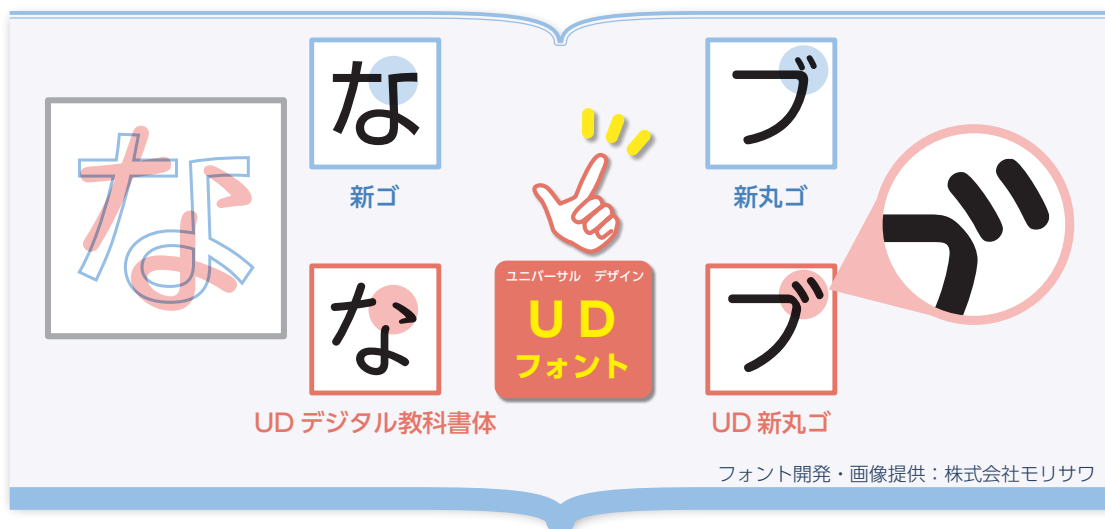 な
な
新ゴ
な
UD デジタル教科書体
ユニバーサル デザイン
UD
フォント
ブ
新丸ゴ
ブ
UD 新丸ゴ
ブ
フォント開発・画像提供：株式会社モリサワ